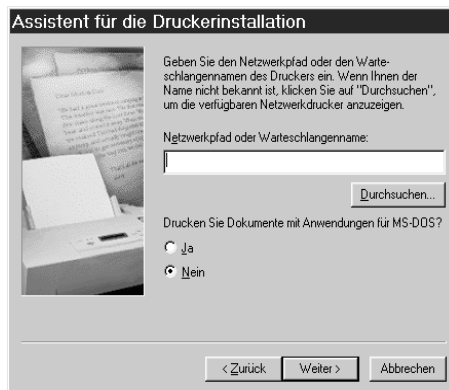 Assistent für die Druckerinstallation
Geben Sie den Netzwerkpfad oder den Warte-
schlangennamen des Druckers ein. Wenn Ihnen der
Name nicht bekannt ist, klicken Sie auf "Durchsuchen",
um die verfügbaren Netzwerkdrucker anzuzeigen.
Netzwerkpfad oder Warteschlangenname:
Durchsuchen...
Drucken Sie Dokumente mit Anwendungen für MS-DOS?
Ja
Nein
< Zurück
Weiter >
Abbrechen